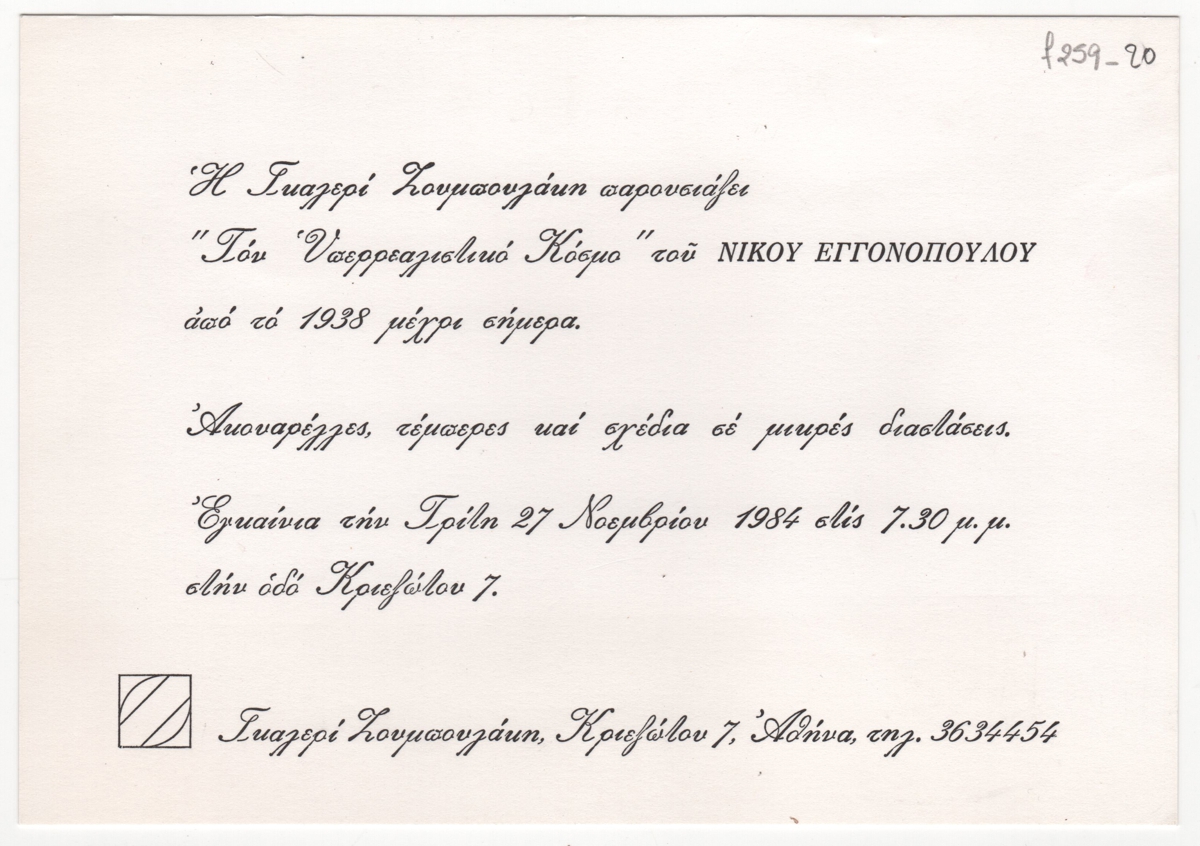 f259-20
Ἡ Γκαλερί Ζουμπουλάκη παρουσιάζει
"Τόν Ὑπερρεαλιστικό Κόσμο" τοῦ ΝΙΚΟΥ ΕΓΓΟΝΟΠΟΥΛΟΥ
ἀπό τό 1938 μέχρι σήμερα.
Ἀκουαρέλλες, τέμπερες καί σχέδια σέ μικρές διαστάσεις.
Ἐγκαίνια τήν Τρίτη 27 Νοεμβρίου 1984 στίς 7.30 μ. μ.
στήν ὁδό Κριεζώτου 7.
Γκαλερί Ζουμπουλάκη, Κριεζώτου 7, Ἀθήνα, τηλ. 3634454